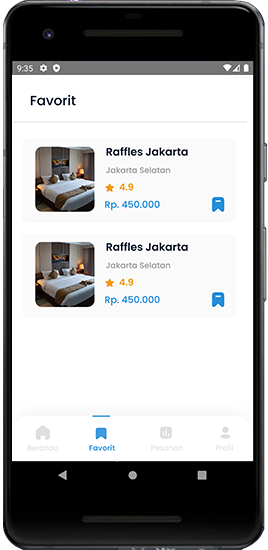 9:35
Favorit
Raffles Jakarta
Jakarta Selatan
4.9
Rp. 450.000
Raffles Jakarta
Jakarta Selatan
4.9
Rp. 450.000
Beranda
Favorit
Pesanan
Profil